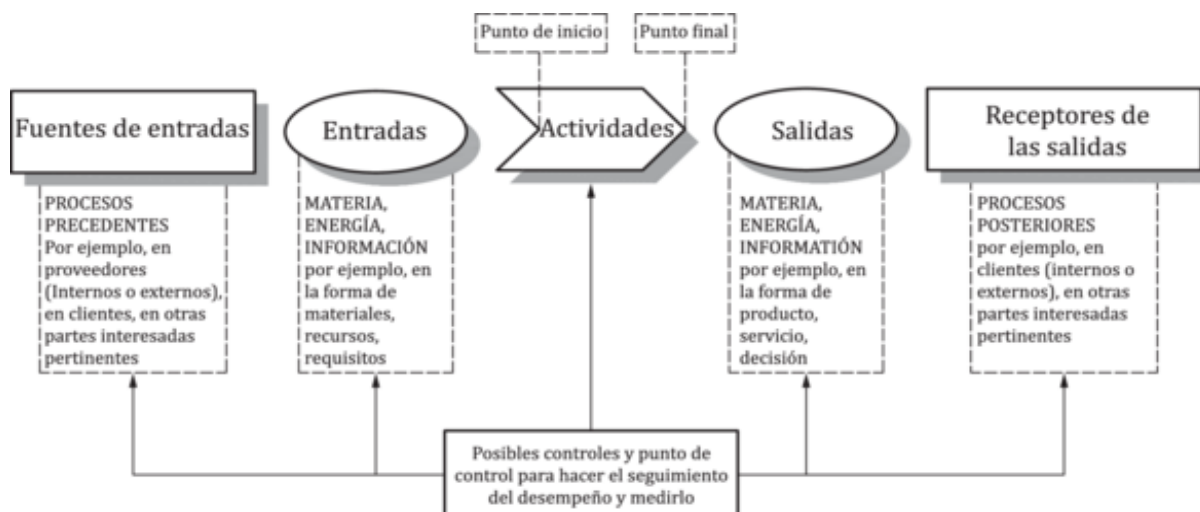 Punto de inicio
Punto final
Fuentes de entradas
Entradas
Actividades
Salidas
Receptores de
las salidas
PROCESOS
PRECEDENTES
Por ejemplo, en
proveedores
(Internos o externos),
en clientes, en otras
partes interesadas
pertinentes
MATERIA,
ENERGÍA,
INFORMACIÓN
por ejemplo, en
la forma de
materiales,
recursos,
requisitos
MATERIA,
ENERGÍA,
INFORMATIÓN
por ejemplo, en
la forma de
producto,
servicio,
decisión
PROCESOS
POSTERIORES
por ejemplo, en
clientes (internos o
externos), en otras
partes interesadas
pertinentes
Posibles controles y punto de
control para hacer el seguimiento
del desempeño y medirlo